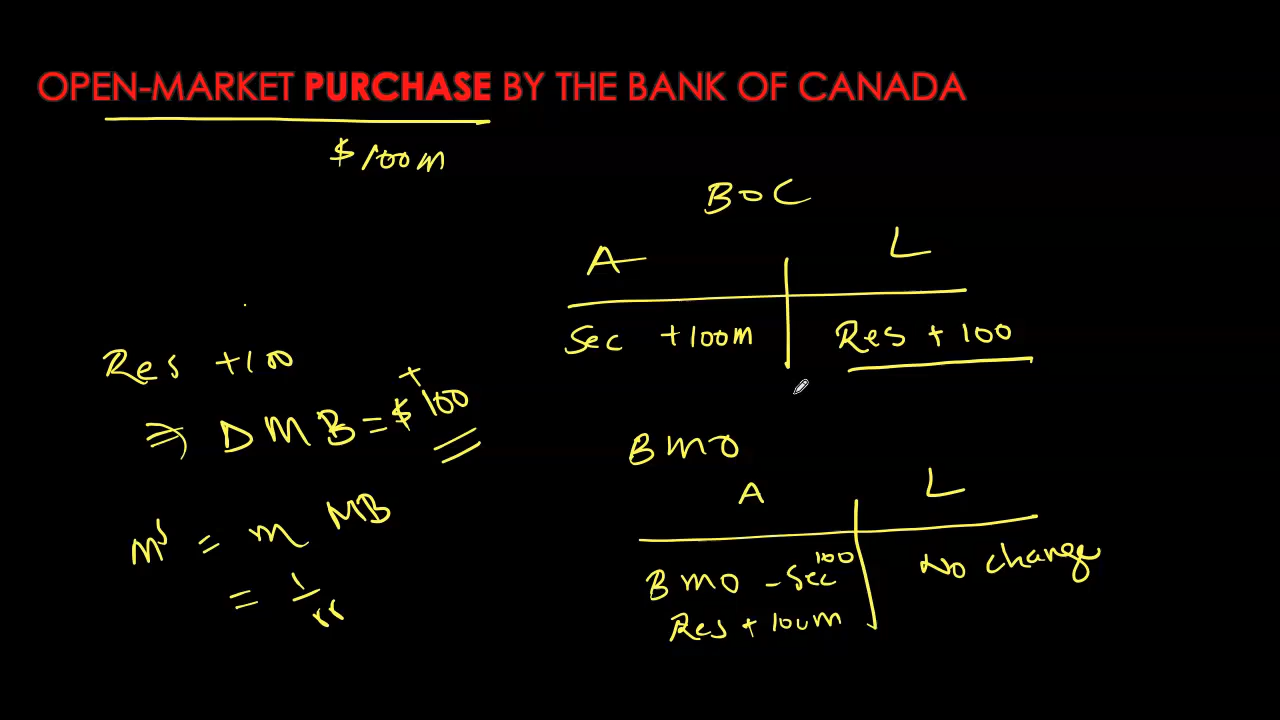 OPEN-MARKET PURCHASE BY THE BANK OF CANADA
$100m
BOC
A L
Sec +100m Res + 100
Res +100
⇒ DMB = $ +100
BMO
A L
BMO - Sec 100 No change
Res + 100m
Mˢ = m MB
= 1/rr